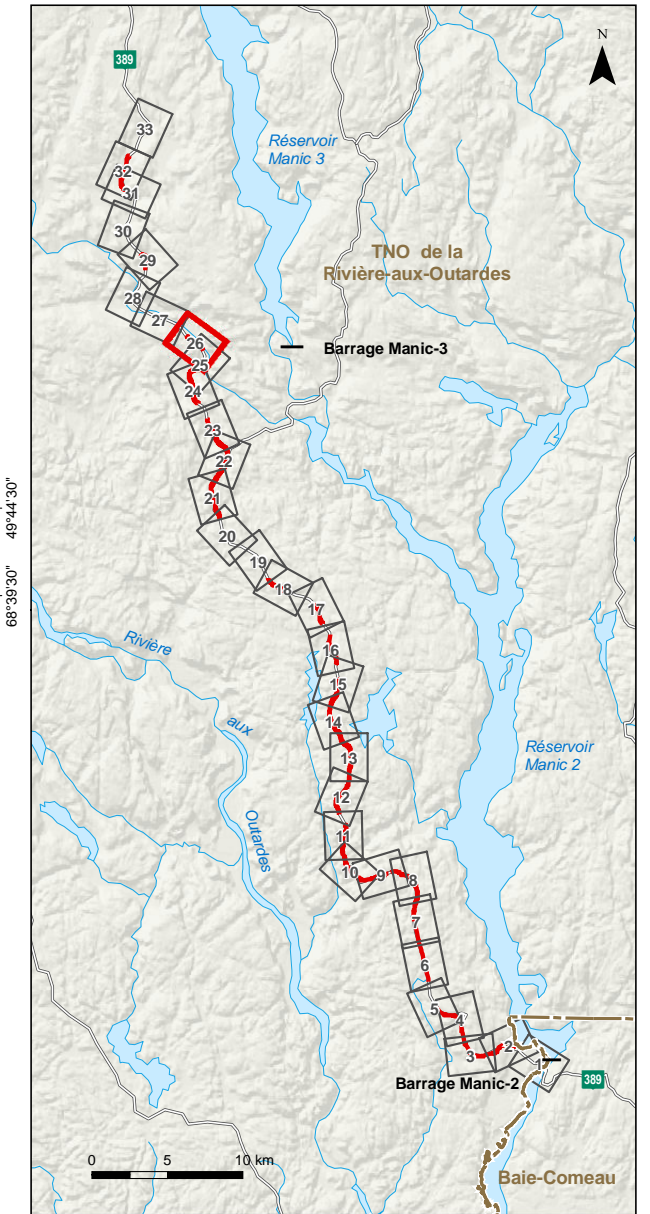 N
389
33
Réservoir
Manic 3
32
31
30
TNO de la
Rivière-aux-Outardes
29
28
27
26
Barrage Manic-3
25
24
23
22
49°44'30"
21
20
19
68°39'30"
18
17
Rivière
16
15
aux
14
Réservoir
Manic 2
13
12
Outardes
11
10
9
8
7
6
5
4
3
2
1
Barrage Manic-2
389
0 5 10 km
Baie-Comeau